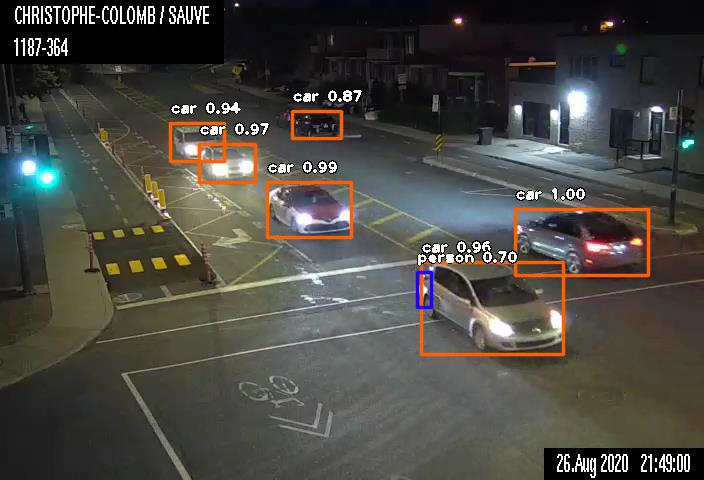 CHRISTOPHE-COLOMB / SAUVE
1187-364
car 0.87
car 0.94
car 0.97
car 0.99
car 1.00
car 0.96
person 0.70
26.Aug 2020 21:49:00